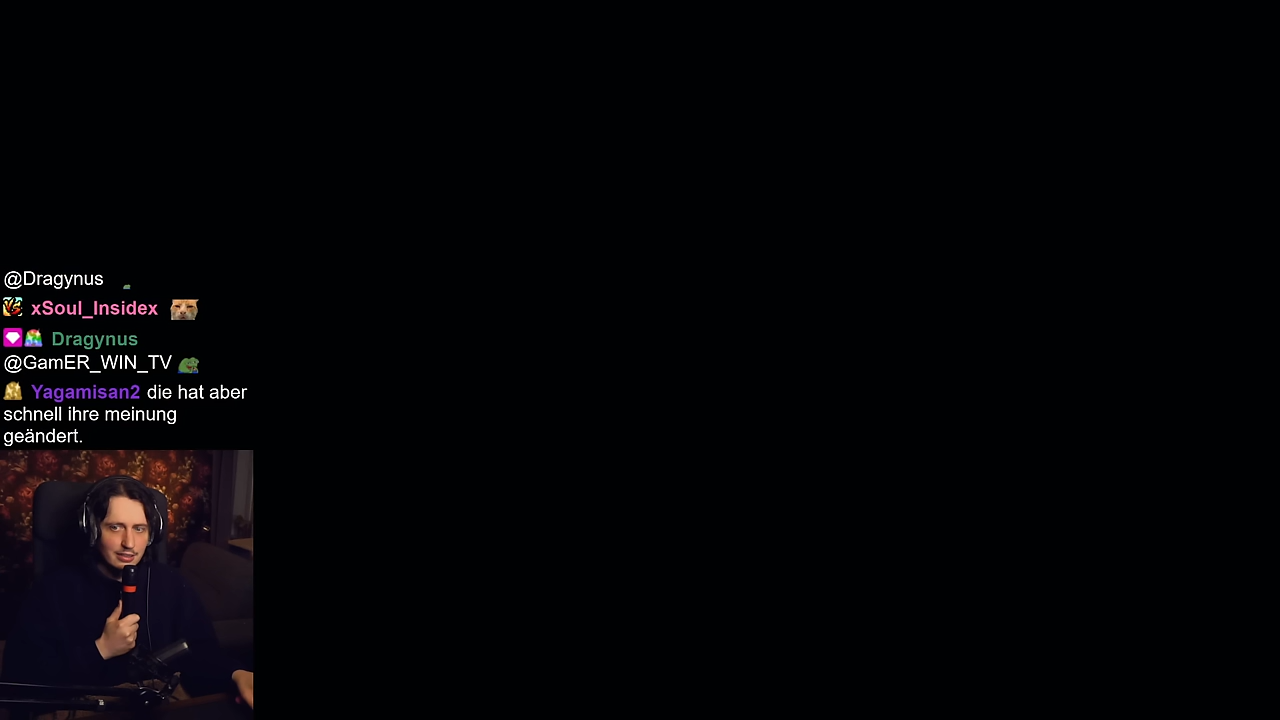 @Dragynus
xSoul_Insidex
Dragynus
@GamER_WIN_TV
Yagamisan2 die hat aber
schnell ihre meinung
geändert.